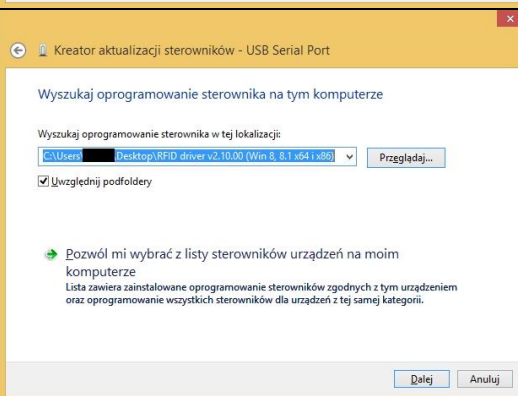 Kreator aktualizacji sterowników - USB Serial Port
Wyszukaj oprogramowanie sterownika na tym komputerze
Wyszukaj oprogramowanie sterownika w tej lokalizacji:
C:\Users\ Desktop\RFID driver v2.10.00 (Win 8, 8.1 x64 i x86)
Przeglądaj...
Uwzględnij podfoldery
Pozwól mi wybrać z listy sterowników urządzeń na moim
komputerze
Lista zawiera zainstalowane oprogramowanie sterowników zgodnych z tym urządzeniem
oraz oprogramowanie wszystkich sterowników dla urządzeń z tej samej kategorii.
Dalej
Anuluj